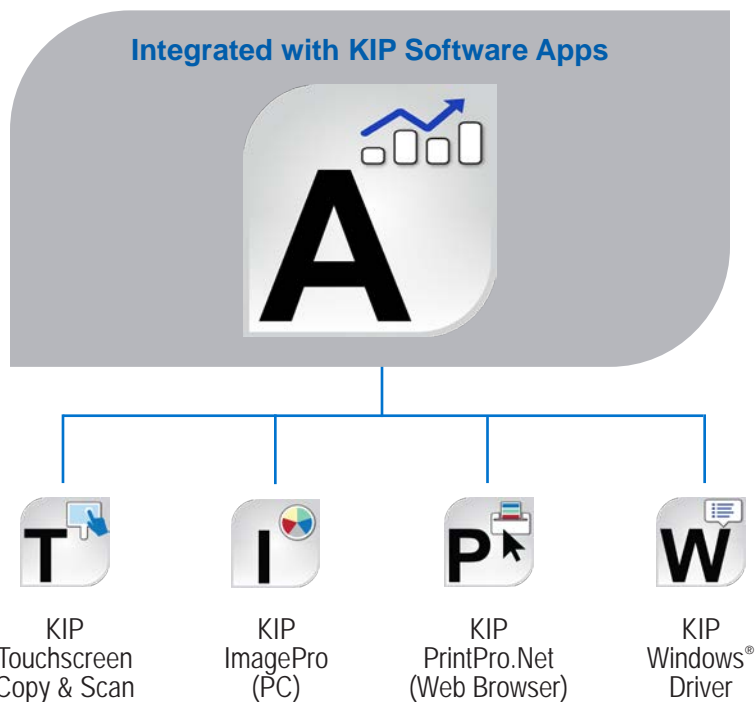 Integrated with KIP Software Apps
A
T
I
P
W
KIP
Touchscreen
Copy & Scan
KIP
ImagePro
(PC)
KIP
PrintPro.Net
(Web Browser)
KIP
Windows®
Driver